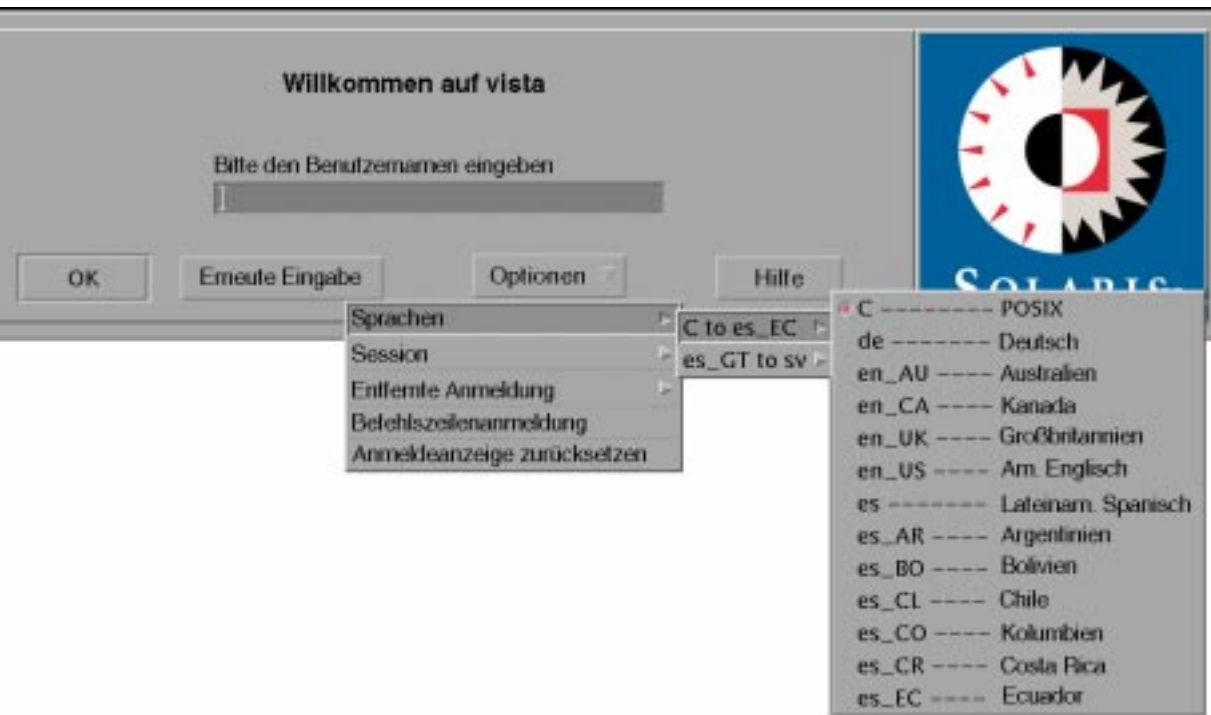 Willkommen auf vista
Bitte den Benutzernamen eingeben
OK
Erneute Eingabe
Optionen
Hilfe
SOLARIS
Sprachen
Session
Entfernte Anmeldung
Befehlszeilenanmeldung
Anmeldeanzeige zurücksetzen
C to es_EC
es_GT to sv
C -------- POSIX
de ------- Deutsch
en_AU ---- Australien
en_CA ---- Kanada
en_UK ---- Großbritannien
en_US ---- Am. Englisch
es ------- Lateinam. Spanisch
es_AR ---- Argentinien
es_BO ---- Bolivien
es_CL ---- Chile
es_CO ---- Kolumbien
es_CR ---- Costa Rica
es_EC ---- Ecuador